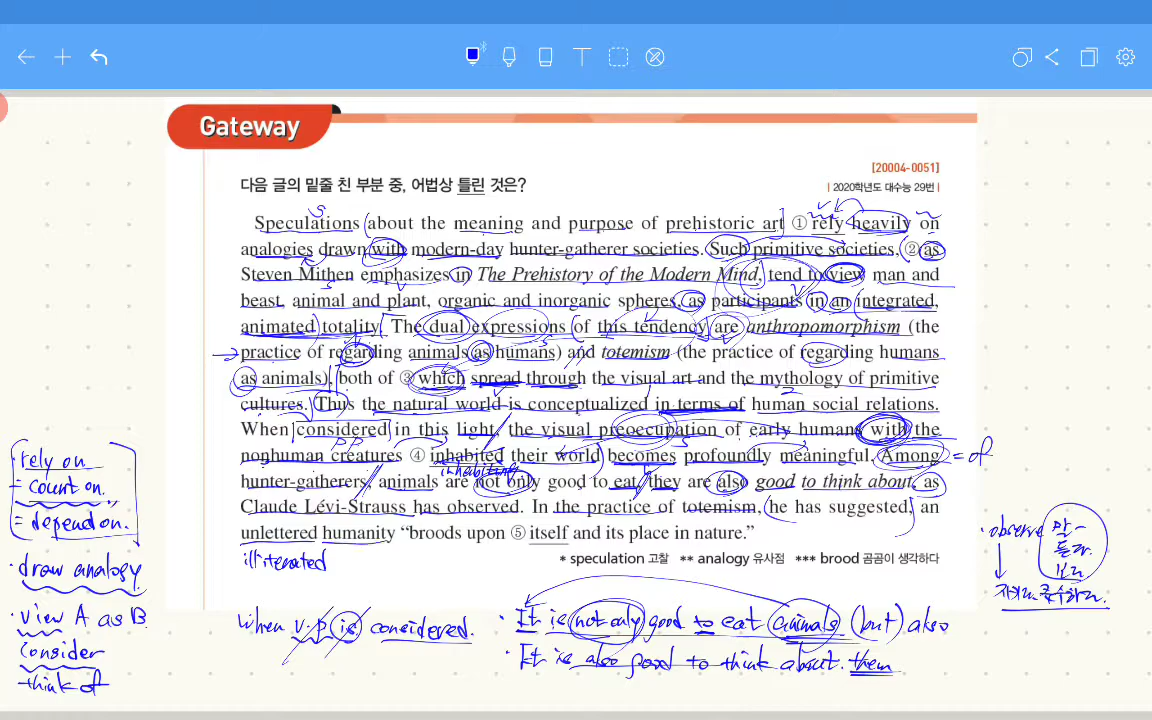 Gateway
[20004-0051]
다음 글의 밑줄 친 부분 중, 어법상 틀린 것은?
| 2020학년도 대수능 29번 |
Speculations about the meaning and purpose of prehistoric art ① rely heavily on
analogies drawn with modern-day hunter-gatherer societies. Such primitive societies, ② as
Steven Mithen emphasizes in The Prehistory of the Modern Mind, tend to view man and
beast, animal and plant, organic and inorganic spheres, as participants in an integrated,
animated totality. The dual expressions of this tendency are anthropomorphism (the
practice of regarding animals as humans) and totemism (the practice of regarding humans
as animals), both of ③ which spread through the visual art and the mythology of primitive
cultures. Thus the natural world is conceptualized in terms of human social relations.
When considered in this light, the visual preoccupation of early humans with the
nonhuman creatures ④ inhabited their world becomes profoundly meaningful. Among
= of
inhabiting
p.p
hunter-gatherers, animals are not only good to eat, they are also good to think about, as
Claude Lévi-Strauss has observed. In the practice of totemism, he has suggested, an
unlettered humanity “broods upon ⑤ itself and its place in nature.”
illiterated
* speculation 고찰 ** analogy 유사점 *** brood 곰곰이 생각하다
rely on
= count on.
= depend on.
· draw analogy
· view A as B
consider
think of
· observe
말~
보다
When v.p is considered.
· It is not only good to eat animals (but) also
· It is also good to think about them